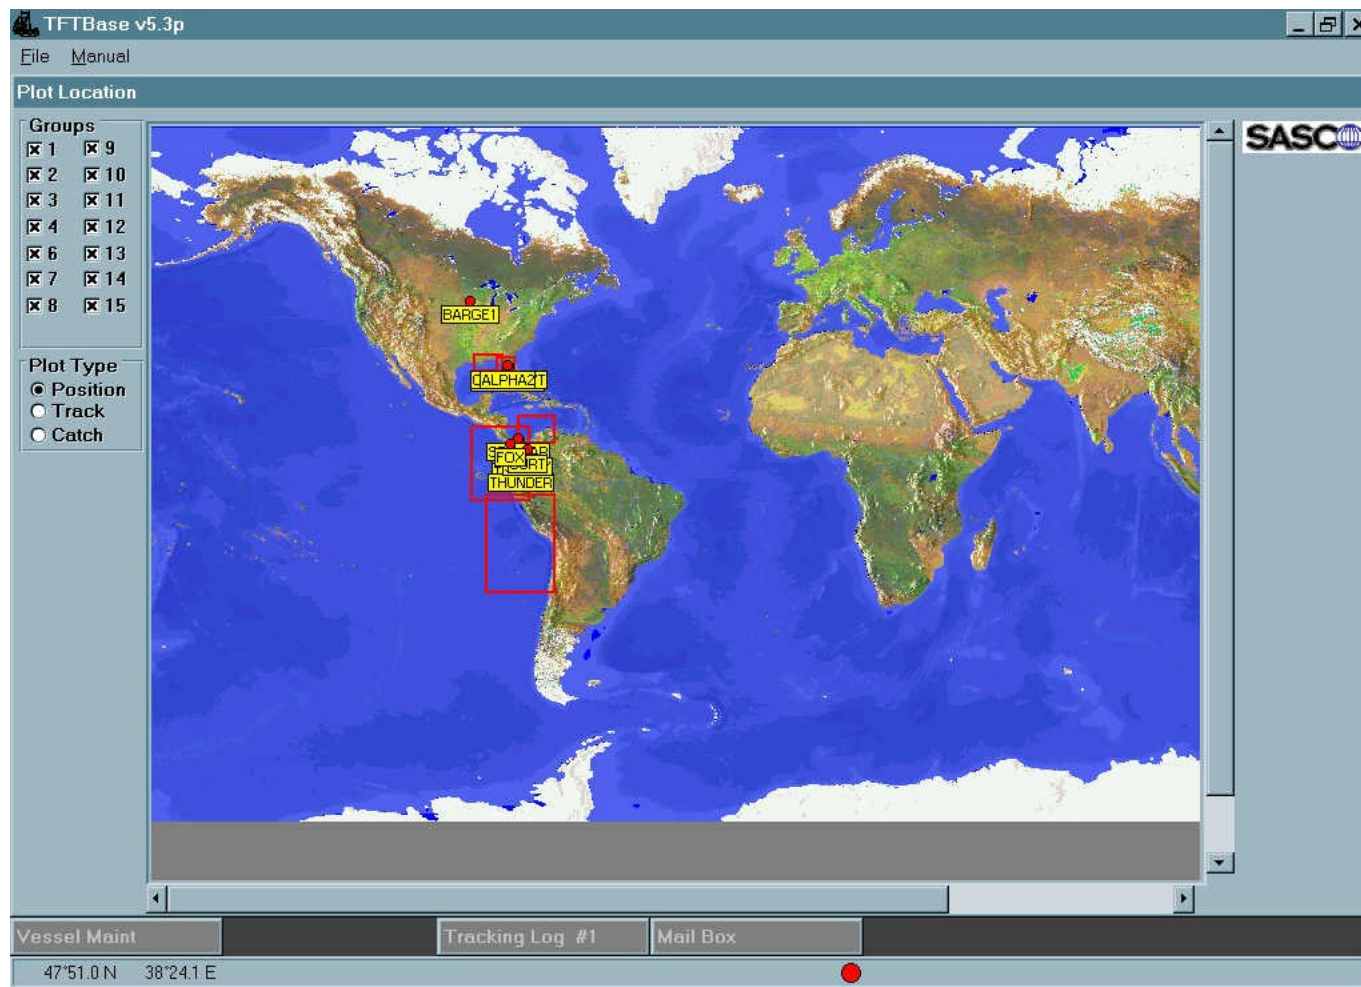 TFTBase v5.3p
File Manual
Plot Location
Groups
1 9
2 10
3 11
4 12
6 13
7 14
8 15
Plot Type
Position
Track
Catch
SASCO
BARGE1
ALPHA2
FOX
THUNDER
Vessel Maint
Tracking Log #1
Mail Box
47°51.0 N 38°24.1 E